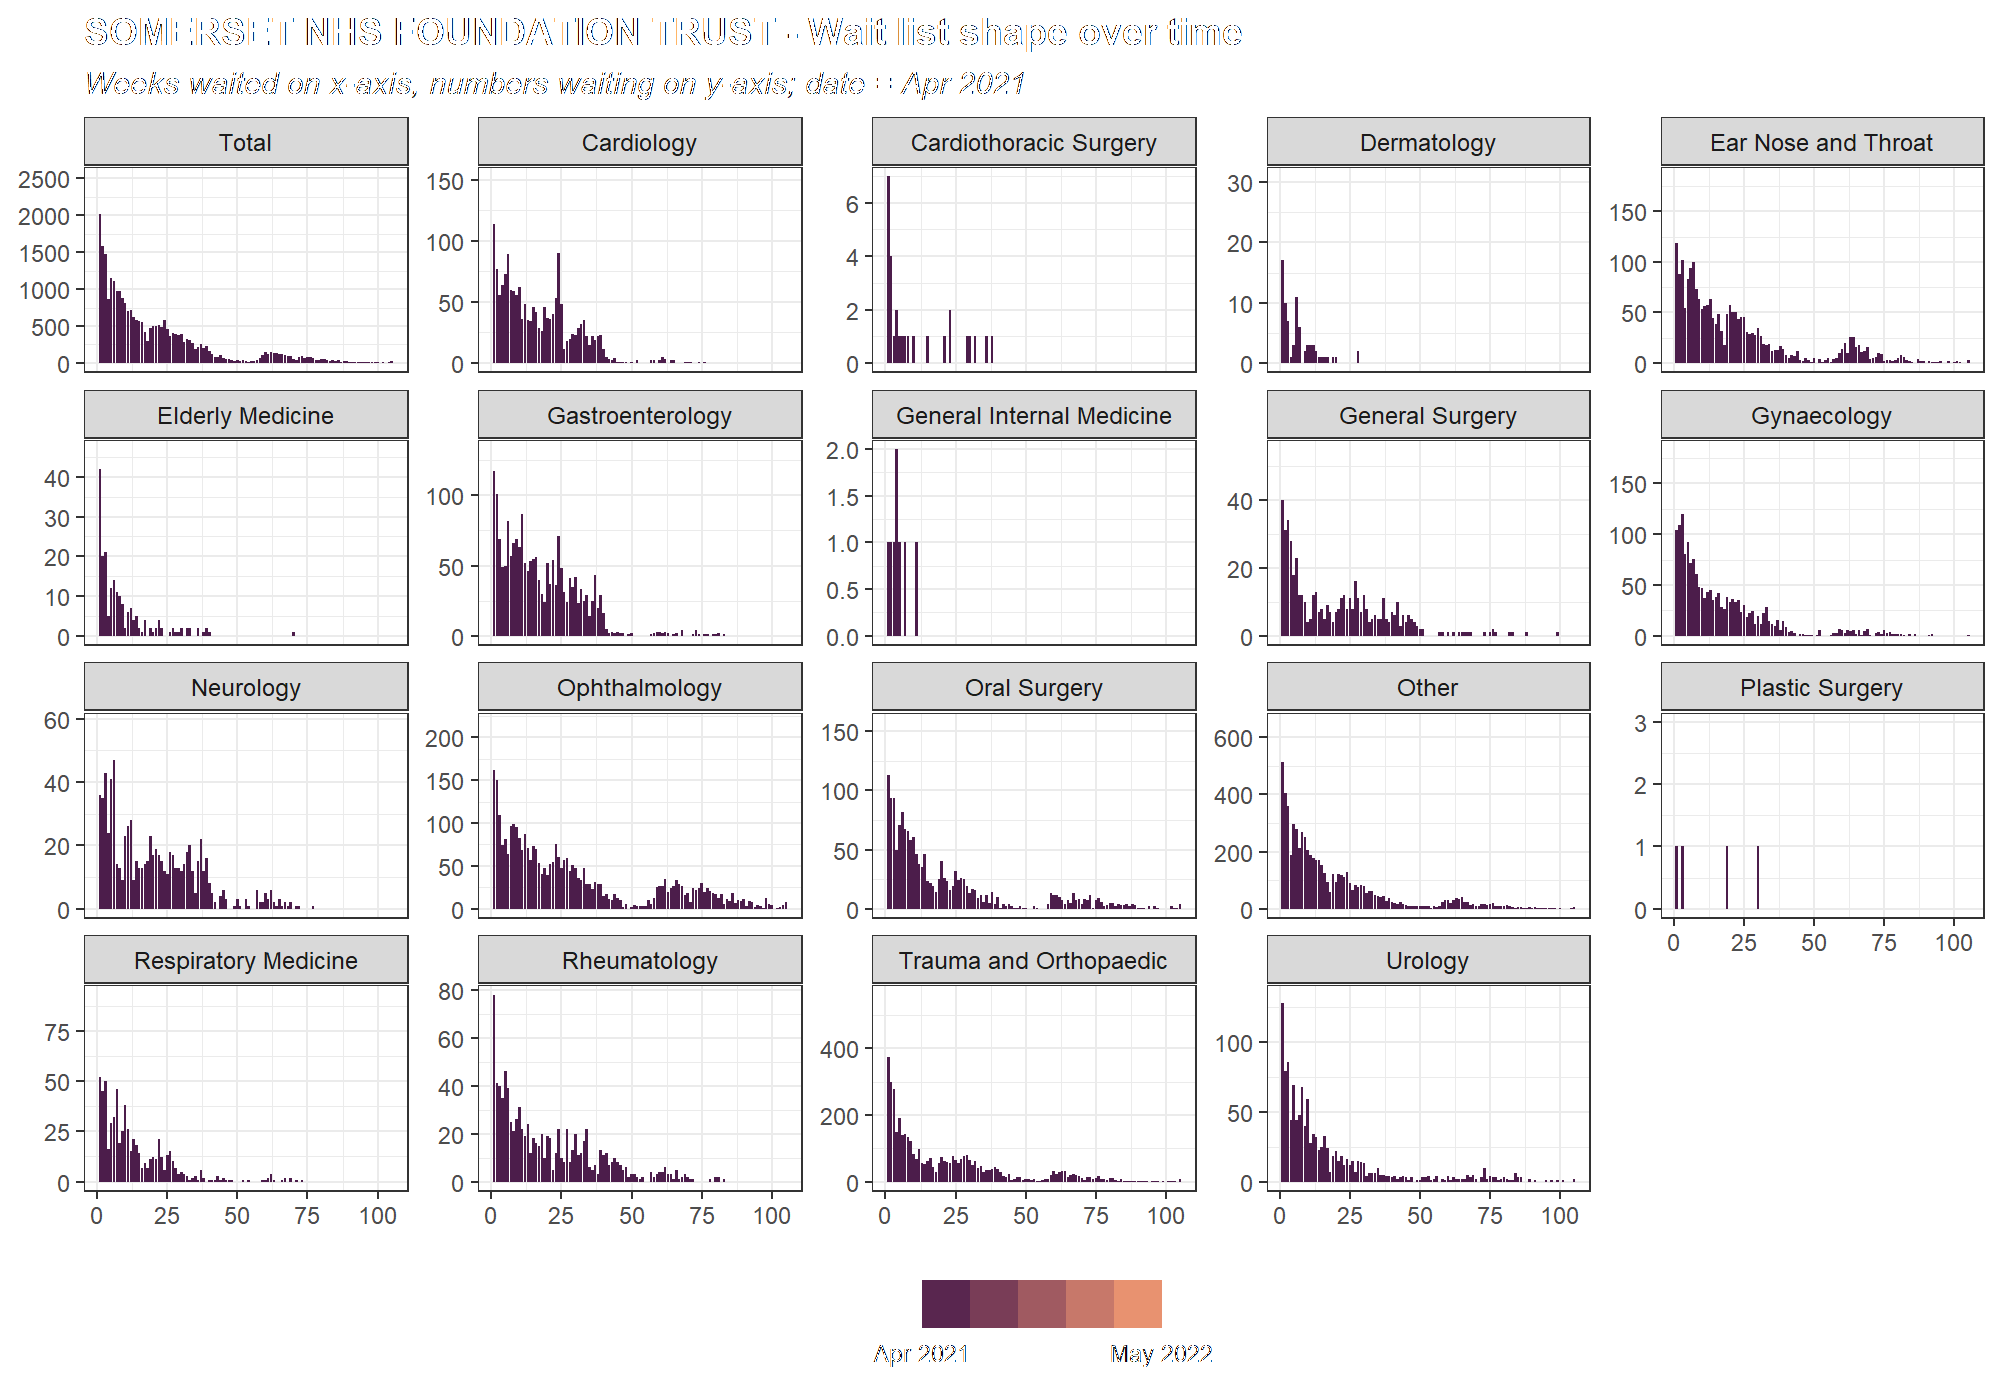 SOMERSET NHS FOUNDATION TRUST - Wait list shape over time
Weeks waited on x-axis, numbers waiting on y-axis; date = Apr 2021
Total
2500
2000
1500
1000
500
0
Cardiology
150
100
50
0
Cardiothoracic Surgery
6
4
2
0
Dermatology
30
20
10
0
Ear Nose and Throat
150
100
50
0
Elderly Medicine
40
30
20
10
0
Gastroenterology
100
50
0
General Internal Medicine
2.0
1.5
1.0
0.5
0.0
General Surgery
40
20
0
Gynaecology
150
100
50
0
Neurology
60
40
20
0
Ophthalmology
200
150
100
50
0
Oral Surgery
150
100
50
0
Other
600
400
200
0
Plastic Surgery
3
2
1
0
0 25 50 75 100
Respiratory Medicine
75
50
25
0
0 25 50 75 100
Rheumatology
80
60
40
20
0
0 25 50 75 100
Trauma and Orthopaedic
400
200
0
0 25 50 75 100
Urology
100
50
0
0 25 50 75 100
Apr 2021 May 2022